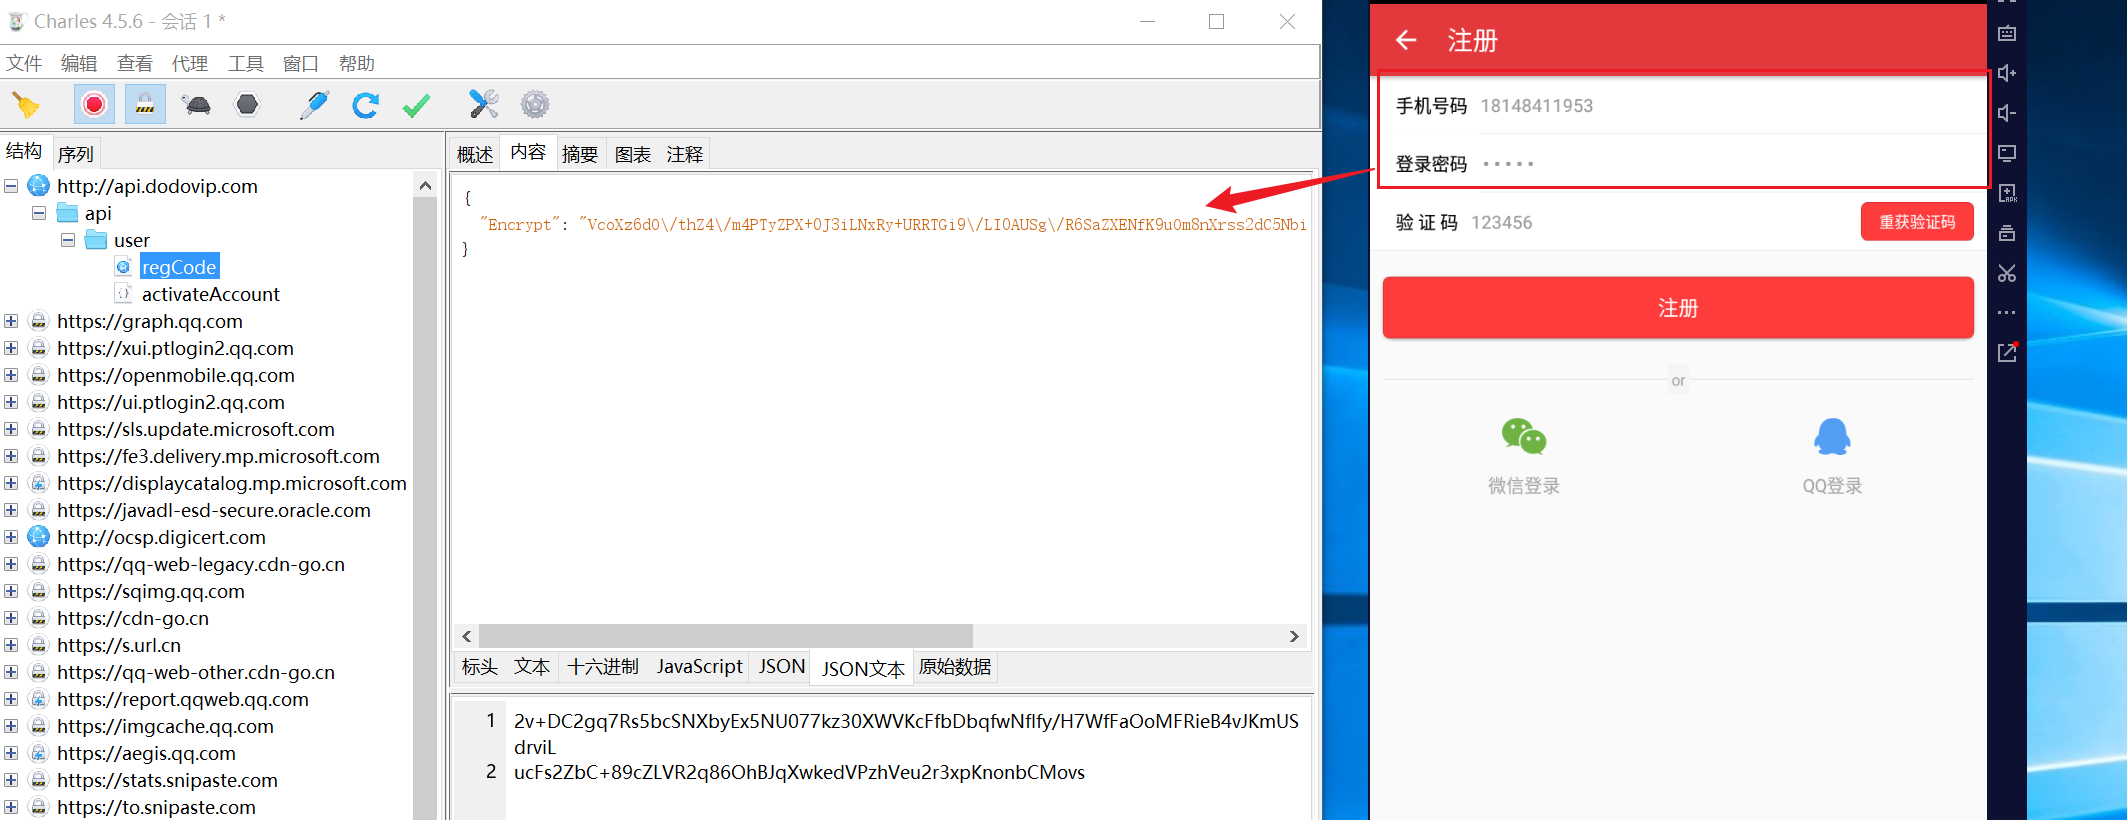 Charles 4.5.6 - 会话 1 *
文件 编辑 查看 代理 工具 窗口 帮助
结构 序列
http://api.dodovip.com
api
user
regCode
activateAccount
https://graph.qq.com
https://xui.ptlogin2.qq.com
https://openmobile.qq.com
https://ui.ptlogin2.qq.com
https://sls.update.microsoft.com
https://fe3.delivery.mp.microsoft.com
https://displaycatalog.mp.microsoft.com
https://javadl-esd-secure.oracle.com
http://ocsp.digicert.com
https://qq-web-legacy.cdn-go.cn
https://sqimg.qq.com
https://cdn-go.cn
https://s.url.cn
https://qq-web-other.cdn-go.cn
https://report.qqweb.qq.com
https://imgcache.qq.com
https://aegis.qq.com
https://stats.snipaste.com
https://to.snipaste.com
概述 内容 摘要 图表 注释
{
"Encrypt": "VcoXz6d0\/thZ4\/m4PTyZPX+0J3iLNxRy+URRTGi9\/LI0AUSg\/R6SaZXENfK9u0m8nXrss2dC5Nbi
}
标头 文本 十六进制 JavaScript JSON JSON文本 原始数据
1 2v+DC2gq7Rs5bcSNXbyEx5NU077kz30XWVKcFfbDbqfwNflfy/H7WfFaOoMFRieB4vJKmUS
drviL
2 ucFs2ZbC+89cZLVR2q86OhBJqXwkedVPzhVeu2r3xpKnonbCMovs
注册
手机号码 18148411953
登录密码 •••••
验 证 码 123456
重获验证码
注册
or
微信登录 QQ登录